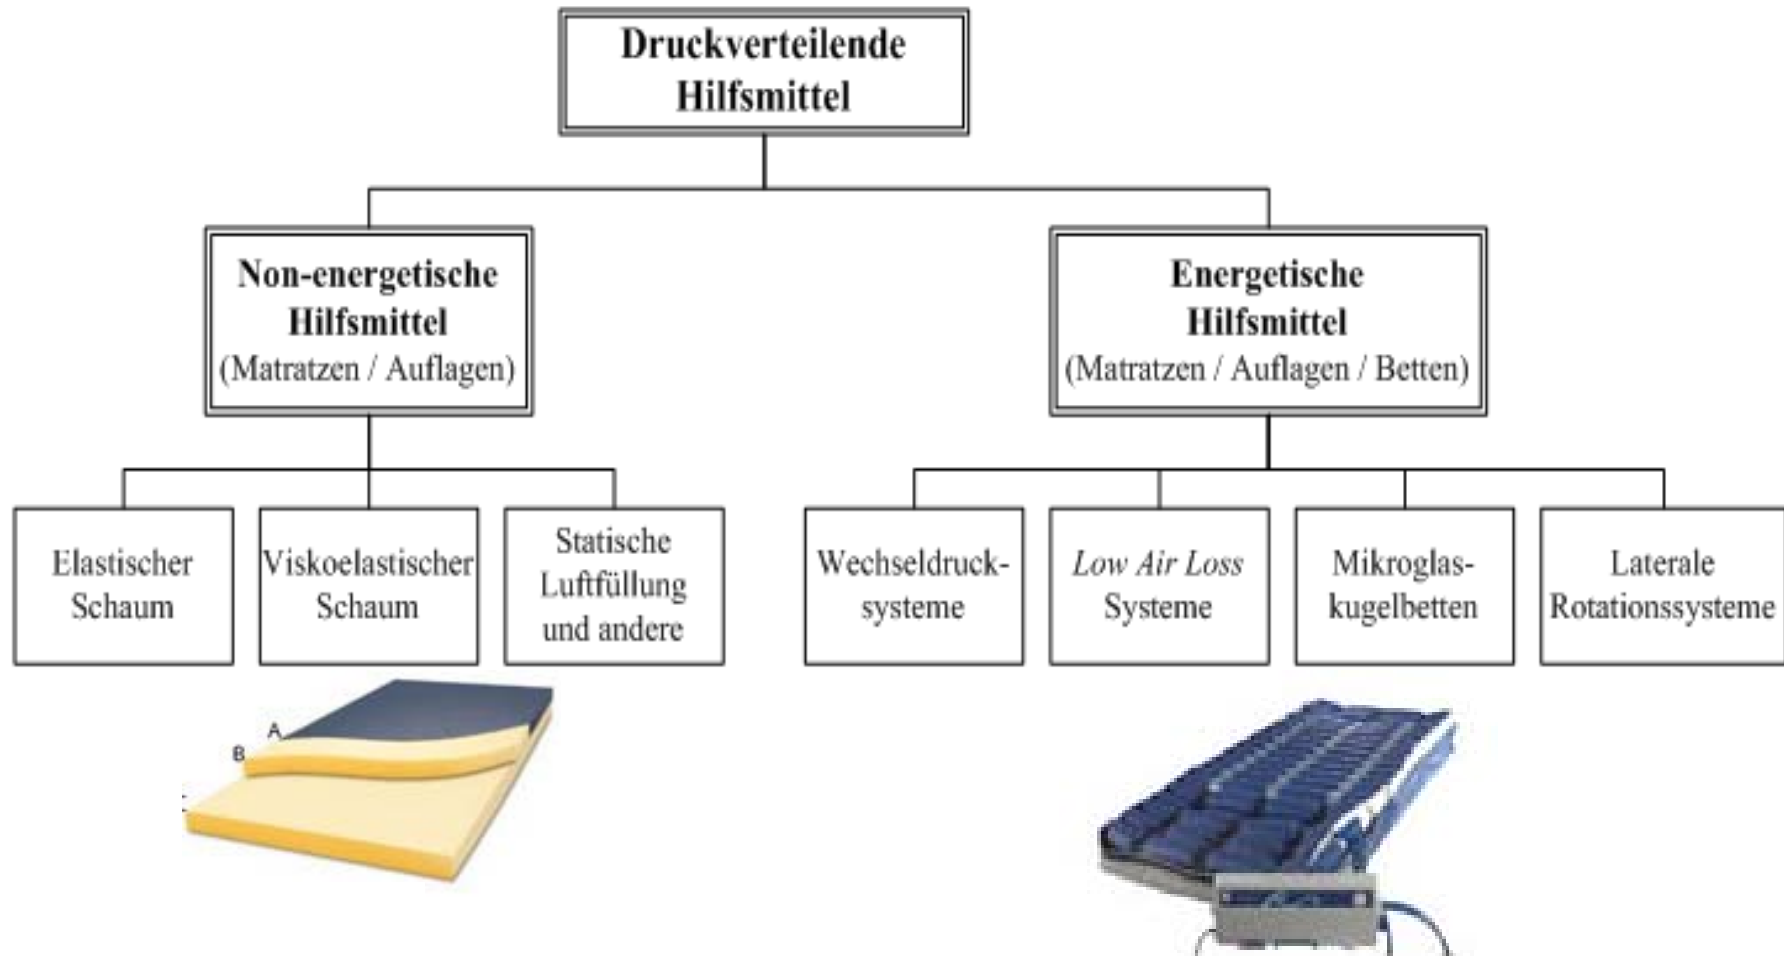 Druckverteilende
Hilfsmittel
Non-energetische
Hilfsmittel
(Matratzen / Auflagen)
Energetische
Hilfsmittel
(Matratzen / Auflagen / Betten)
Elastischer
Schaum
Viskoelastischer
Schaum
Statische
Luftfüllung
und andere
Wechseldruck-
systeme
Low Air Loss
Systeme
Mikroglas-
kugelbetten
Laterale
Rotationssysteme
A
B